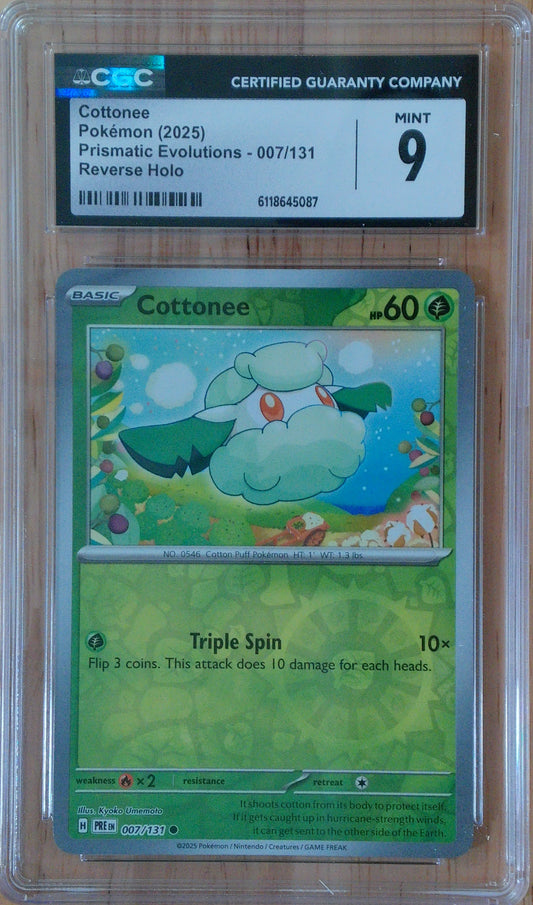 CGC
CERTIFIED GUARANTY COMPANY
Cottonee
Pokémon (2025)
Prismatic Evolutions - 007/131
Reverse Holo
MINT
9
6118645087
BASIC
Cottonee
HP60
NO. 0546 Cotton Puff Pokémon HT: 1' WT: 1.3 lbs
Triple Spin 10×
Flip 3 coins. This attack does 10 damage for each heads.
weakness ×2 resistance retreat
Illus. Kyoko Umemoto
H PRE EN 007/131
It shoots cotton from its body to protect itself.
If it gets caught up in hurricane-strength winds,
it can get sent to the other side of the Earth.
©2025 Pokémon / Nintendo / Creatures / GAME FREAK